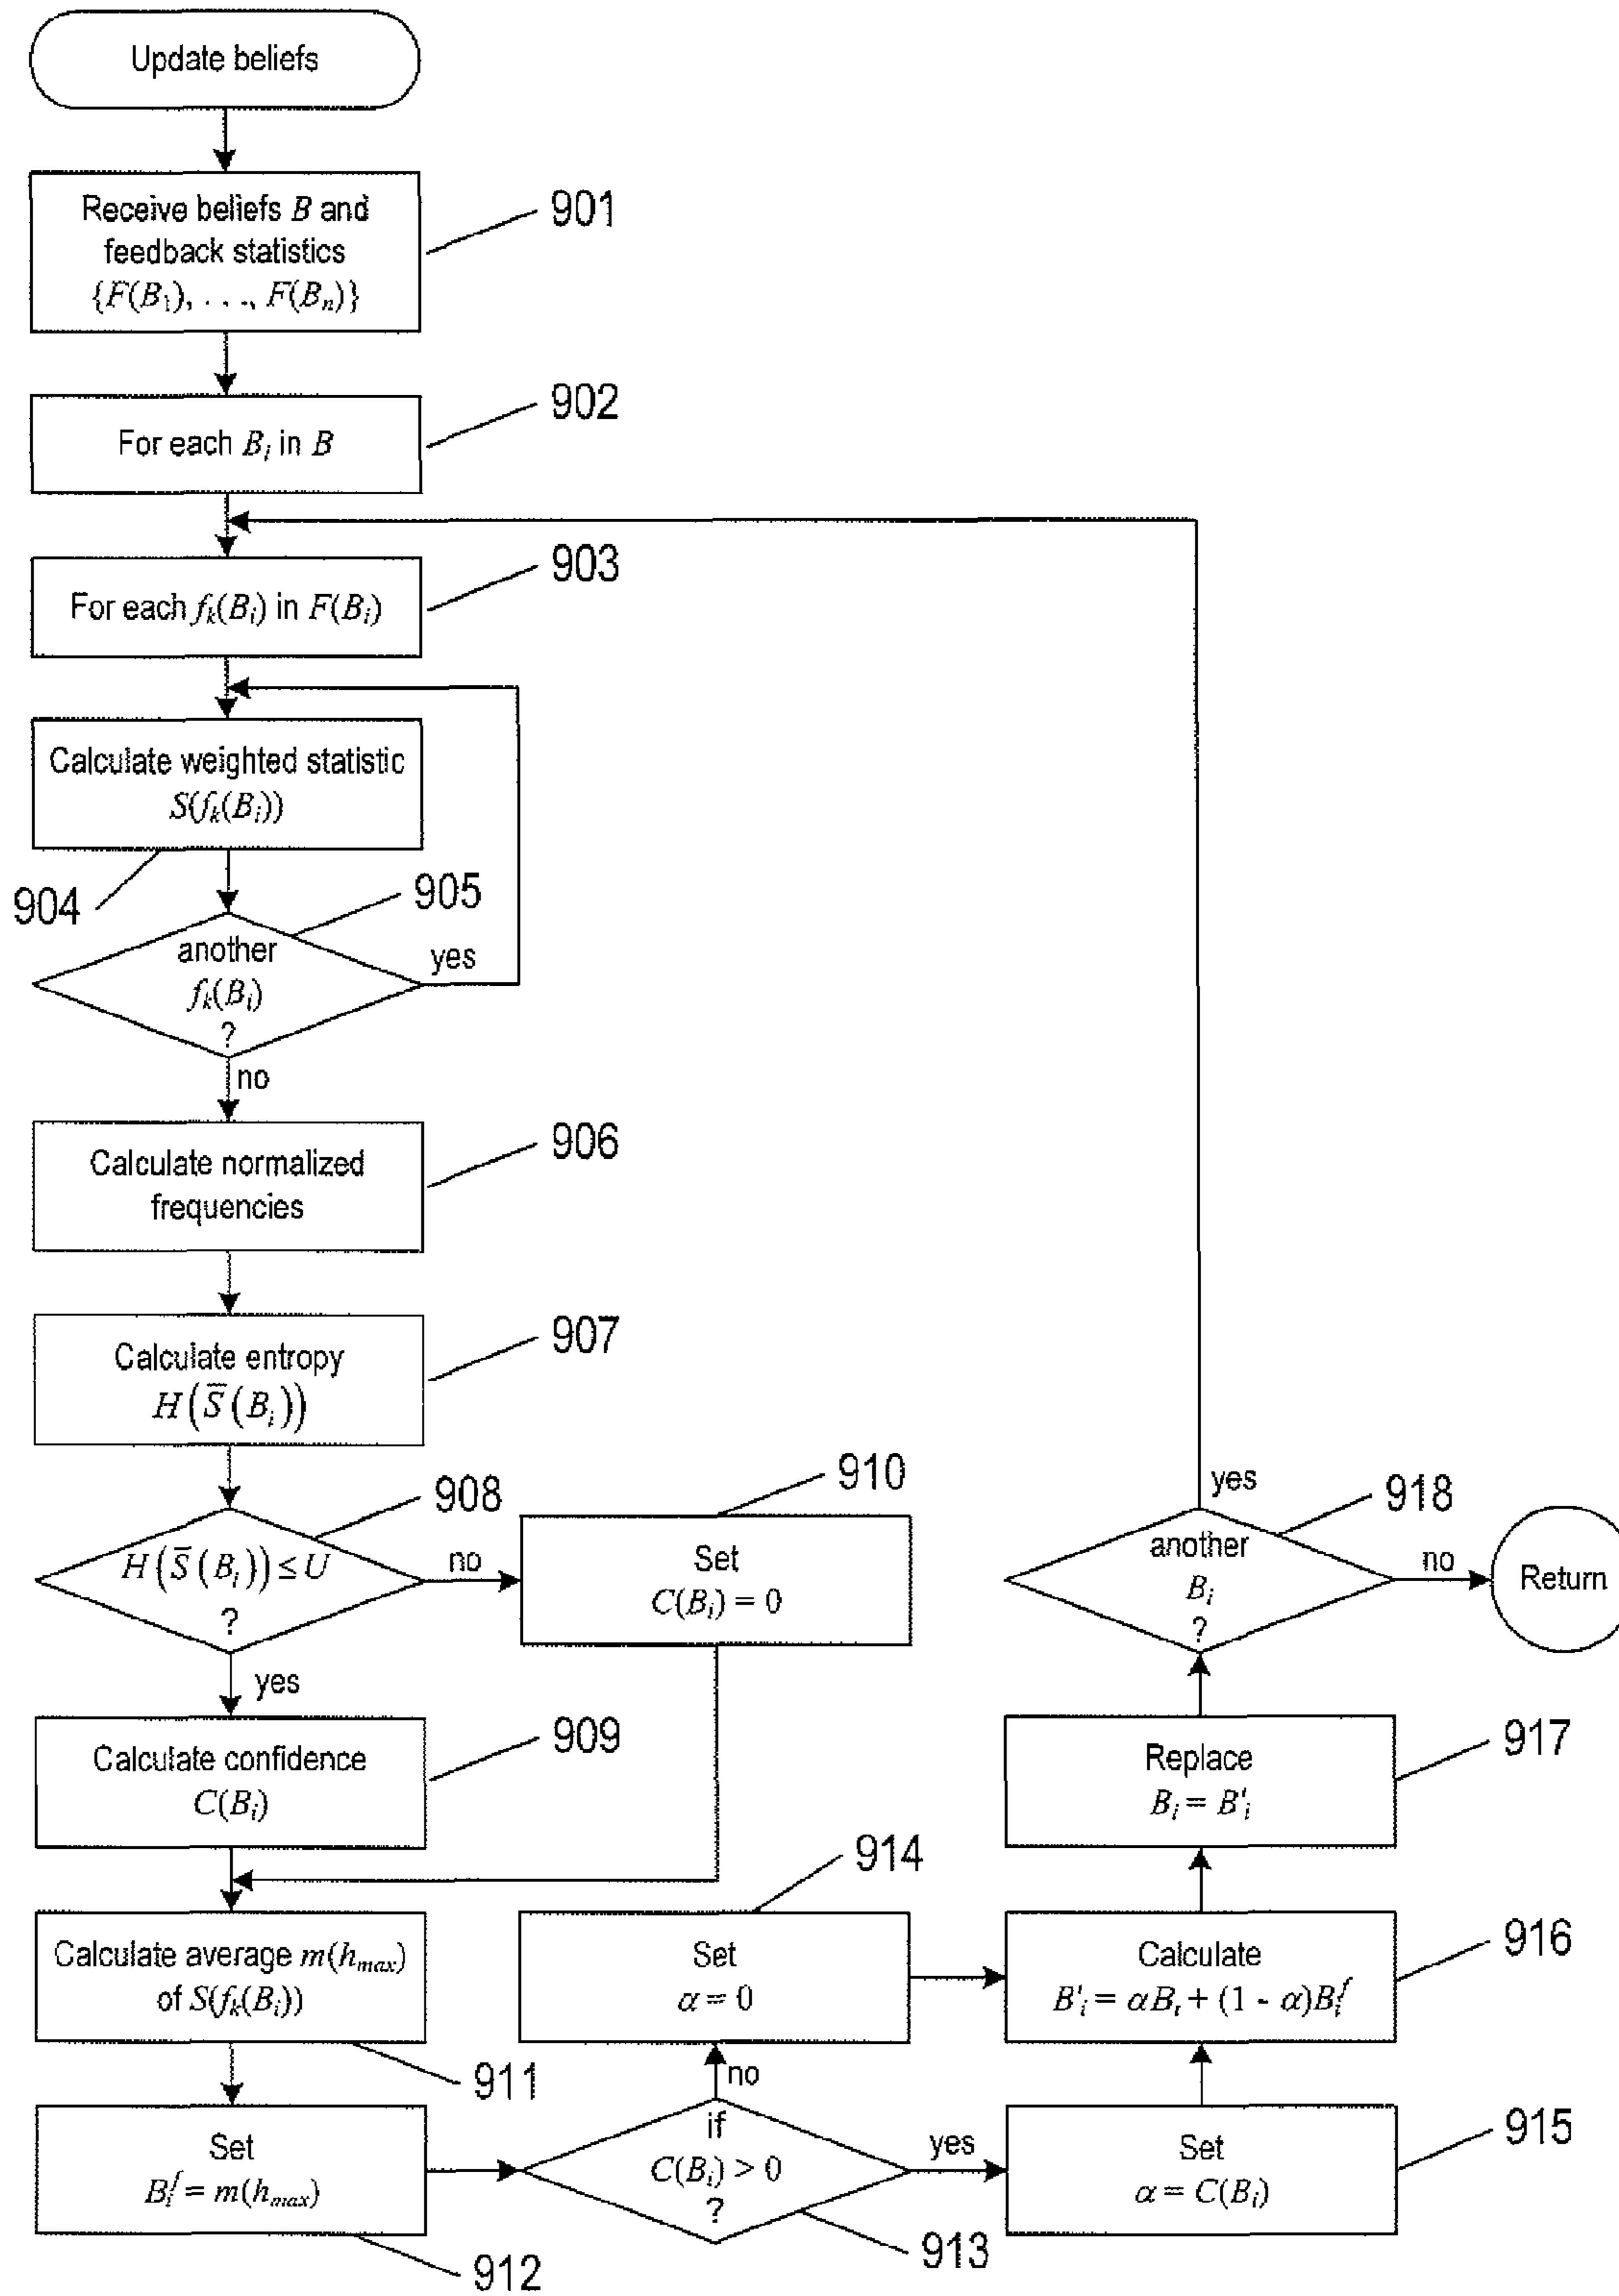 Update beliefs
Receive beliefs B and
feedback statistics
{F(B₁), . . ., F(Bₙ)}
901
902
For each Bᵢ in B
903
For each fₖ(Bᵢ) in F(Bᵢ)
Calculate weighted statistic
S(fₖ(Bᵢ))
904
905
another
fₖ(Bᵢ)
?
yes
no
906
Calculate normalized
frequencies
907
Calculate entropy
H(S̅(Bᵢ))
908
H(S̅(Bᵢ)) ≤ U
?
no
yes
910
Set
C(Bᵢ) = 0
909
Calculate confidence
C(Bᵢ)
Calculate average m(hₘₐₓ)
of S(fₖ(Bᵢ))
911
Set
Bᵢᶠ = m(hₘₐₓ)
912
if
C(Bᵢ) > 0
?
913
no
yes
914
Set
α = 0
915
Set
α = C(Bᵢ)
916
Calculate
B'ᵢ = αBᵢ + (1 - α)Bᵢᶠ
917
Replace
Bᵢ = B'ᵢ
918
another
Bᵢ
?
yes
no
Return